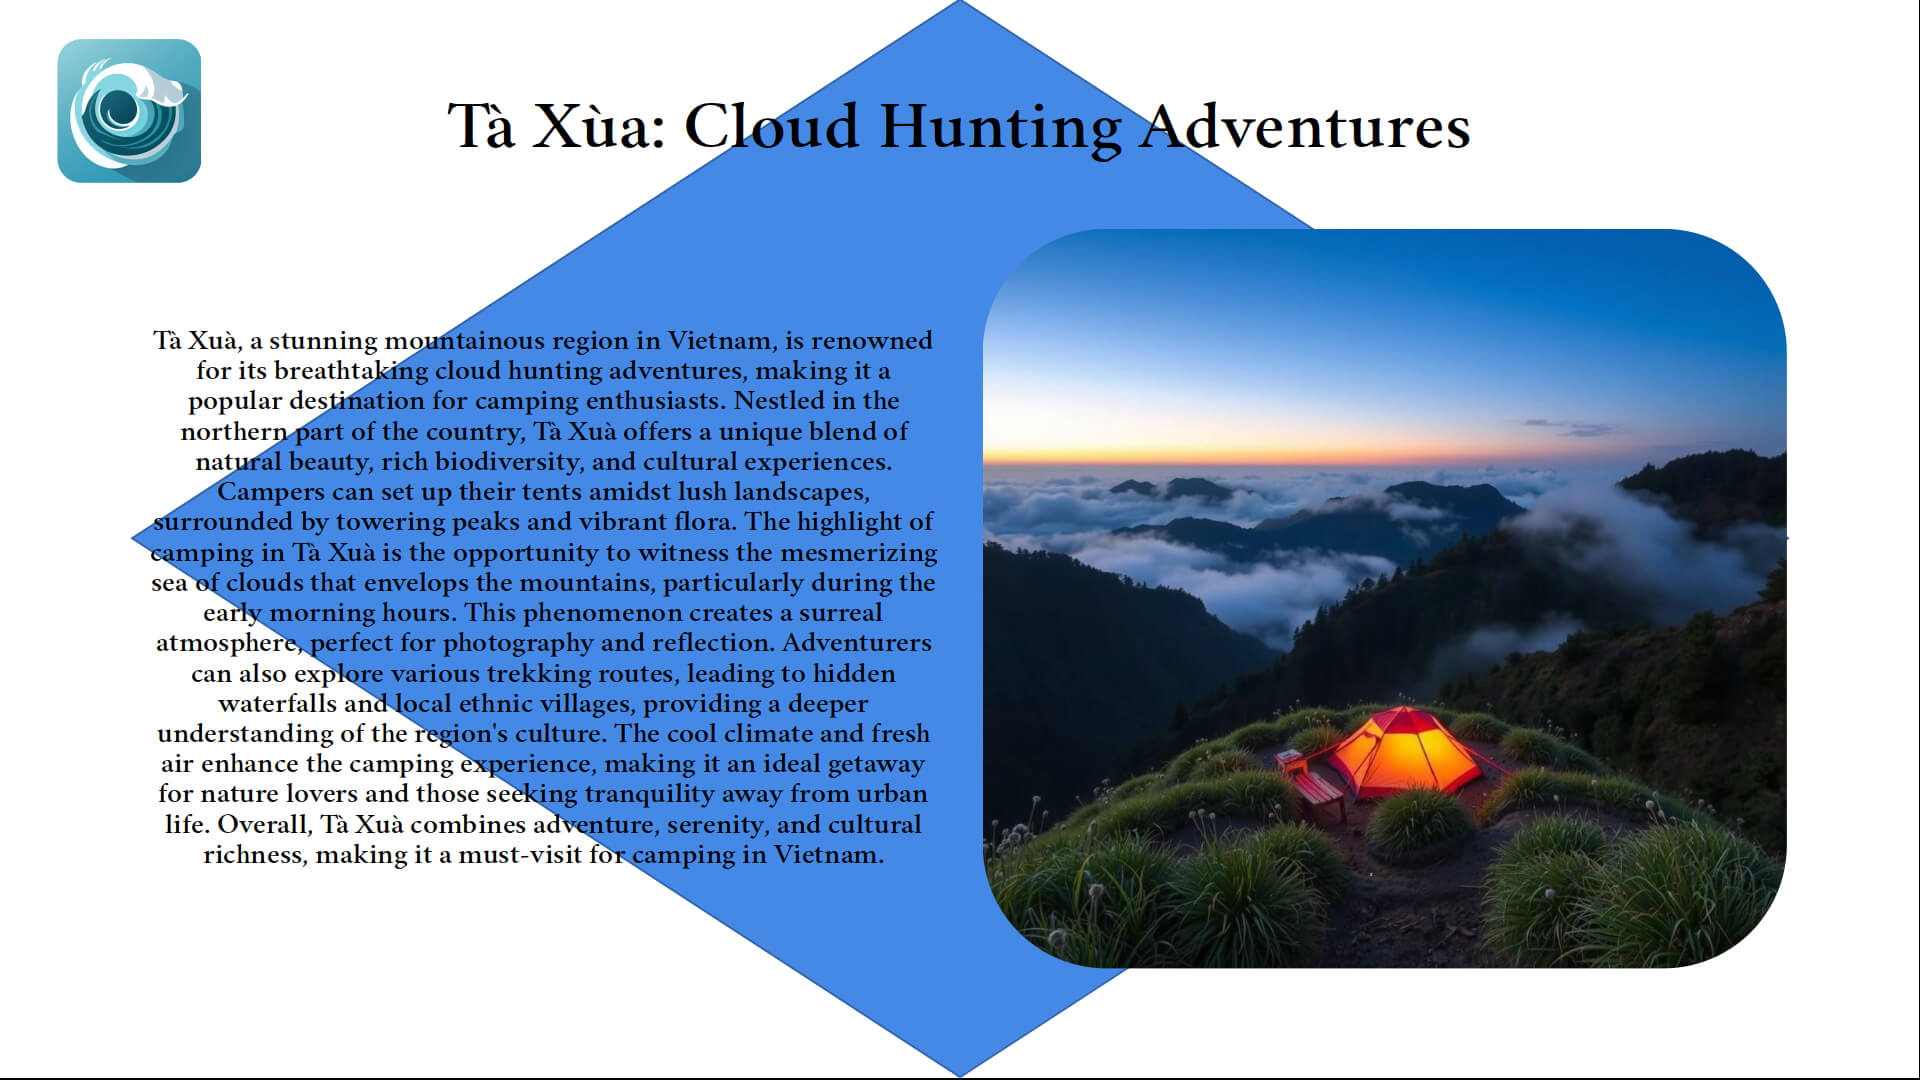 Tà Xùa: Cloud Hunting Adventures
Tà Xuà, a stunning mountainous region in Vietnam, is renowned
for its breathtaking cloud hunting adventures, making it a
popular destination for camping enthusiasts. Nestled in the
northern part of the country, Tà Xuà offers a unique blend of
natural beauty, rich biodiversity, and cultural experiences.
Campers can set up their tents amidst lush landscapes,
surrounded by towering peaks and vibrant flora. The highlight of
camping in Tà Xuà is the opportunity to witness the mesmerizing
sea of clouds that envelops the mountains, particularly during the
early morning hours. This phenomenon creates a surreal
atmosphere, perfect for photography and reflection. Adventurers
can also explore various trekking routes, leading to hidden
waterfalls and local ethnic villages, providing a deeper
understanding of the region's culture. The cool climate and fresh
air enhance the camping experience, making it an ideal getaway
for nature lovers and those seeking tranquility away from urban
life. Overall, Tà Xuà combines adventure, serenity, and cultural
richness, making it a must-visit for camping in Vietnam.